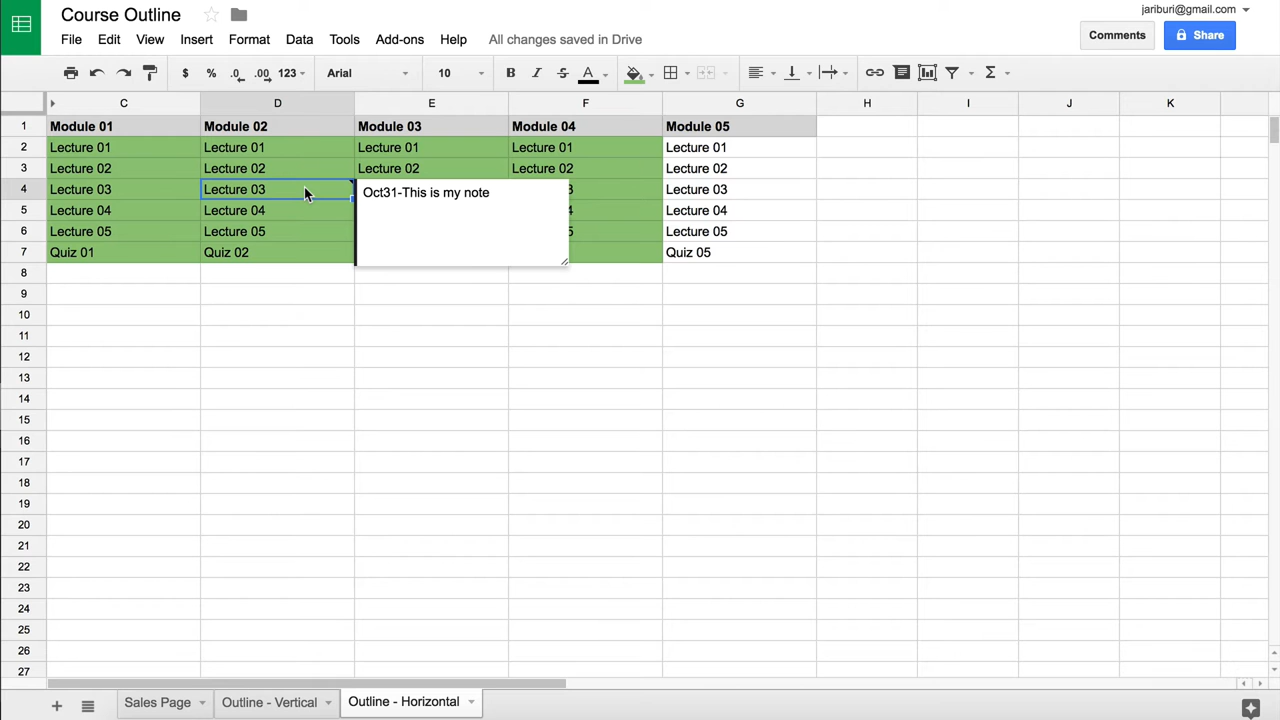 Course Outline
jariburi@gmail.com
File Edit View Insert Format Data Tools Add-ons Help All changes saved in Drive
Comments Share
$ % .0 .00 123 Arial 10 B I S A Σ
C D E F G H I J K
1 Module 01 Module 02 Module 03 Module 04 Module 05
2 Lecture 01 Lecture 01 Lecture 01 Lecture 01 Lecture 01
3 Lecture 02 Lecture 02 Lecture 02 Lecture 02 Lecture 02
4 Lecture 03 Lecture 03 Oct31-This is my note 3 Lecture 03
5 Lecture 04 Lecture 04 4 Lecture 04
6 Lecture 05 Lecture 05 5 Lecture 05
7 Quiz 01 Quiz 02 Quiz 05
8
9
10
11
12
13
14
15
16
17
18
19
20
21
22
23
24
25
26
27
+ Sales Page Outline - Vertical Outline - Horizontal